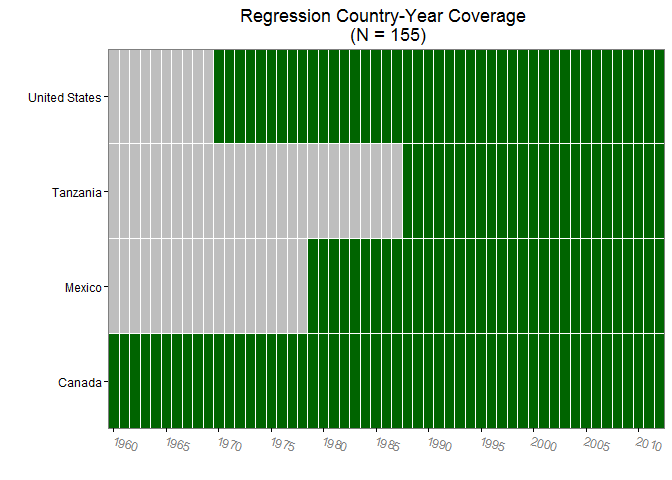 Regression Country-Year Coverage
(N = 155)
United States
Tanzania
Mexico
Canada
1960 1965 1970 1975 1980 1985 1990 1995 2000 2005 2010